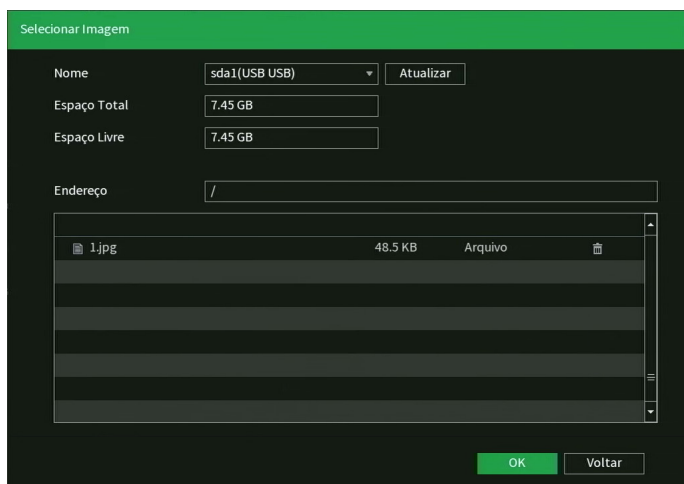 Selecionar Imagem
Nome sda1(USB USB) Atualizar
Espaço Total 7.45 GB
Espaço Livre 7.45 GB
Endereço /
1.jpg 48.5 KB Arquivo
OK Voltar